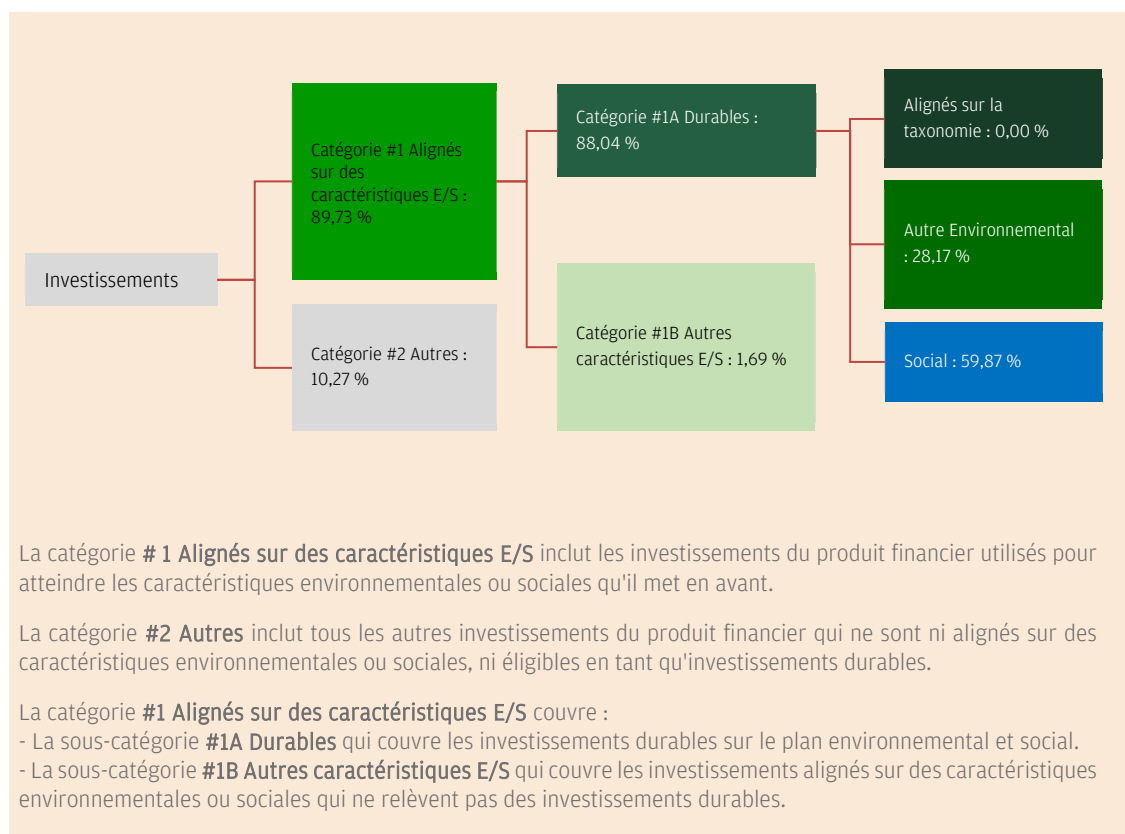 Investissements
Catégorie #1 Alignés
sur des
caractéristiques E/S :
89,73 %
Catégorie #2 Autres :
10,27 %
Catégorie #1A Durables :
88,04 %
Catégorie #1B Autres
caractéristiques E/S : 1,69 %
Alignés sur la
taxonomie : 0,00 %
Autre Environnemental
: 28,17 %
Social : 59,87 %
La catégorie # 1 Alignés sur des caractéristiques E/S inclut les investissements du produit financier utilisés pour
atteindre les caractéristiques environnementales ou sociales qu'il met en avant.
La catégorie #2 Autres inclut tous les autres investissements du produit financier qui ne sont ni alignés sur des
caractéristiques environnementales ou sociales, ni éligibles en tant qu'investissements durables.
La catégorie #1 Alignés sur des caractéristiques E/S couvre :
- La sous-catégorie #1A Durables qui couvre les investissements durables sur le plan environnemental et social.
- La sous-catégorie #1B Autres caractéristiques E/S qui couvre les investissements alignés sur des caractéristiques
environnementales ou sociales qui ne relèvent pas des investissements durables.